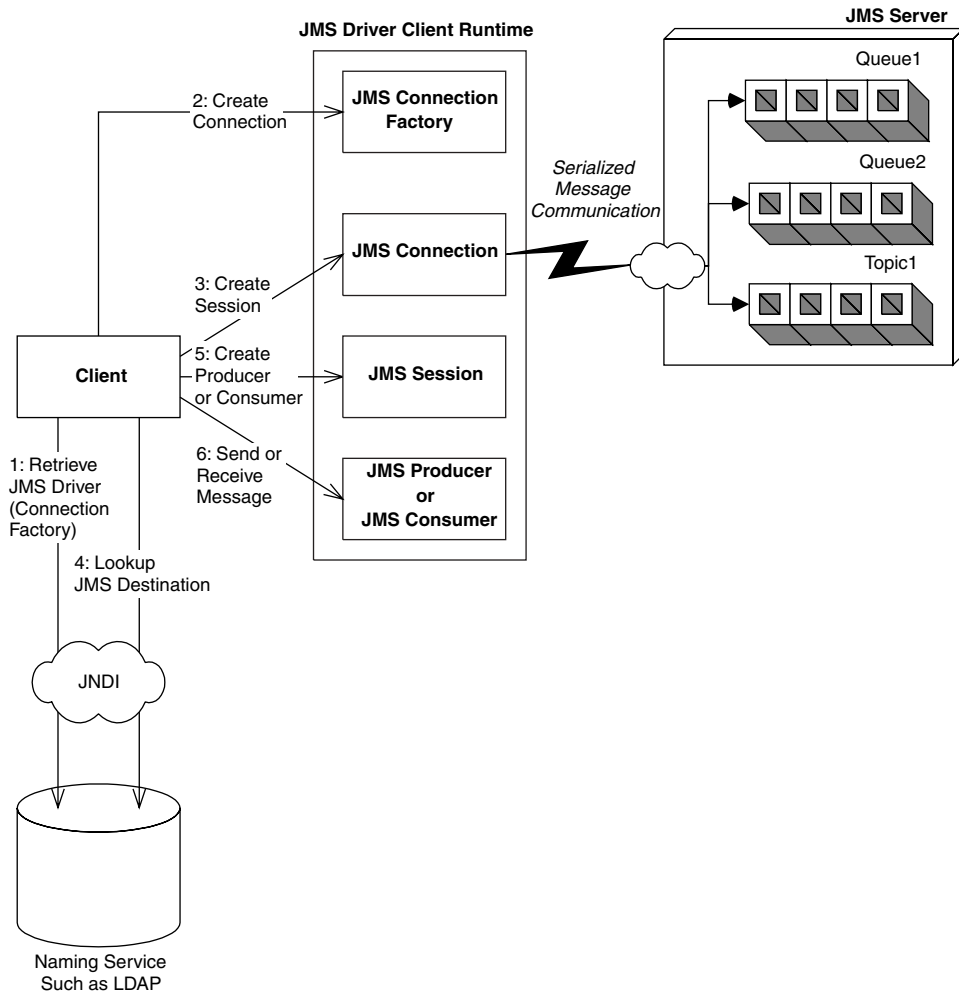 JMS Driver Client Runtime
JMS Server
Queue1
Queue2
Topic1
JMS Connection
Factory
2: Create
Connection
Serialized
Message
Communication
JMS Connection
3: Create
Session
Client
5: Create
Producer
or Consumer
JMS Session
6: Send or
Receive
Message
JMS Producer
or
JMS Consumer
1: Retrieve
JMS Driver
(Connection
Factory)
4: Lookup
JMS Destination
JNDI
Naming Service
Such as LDAP